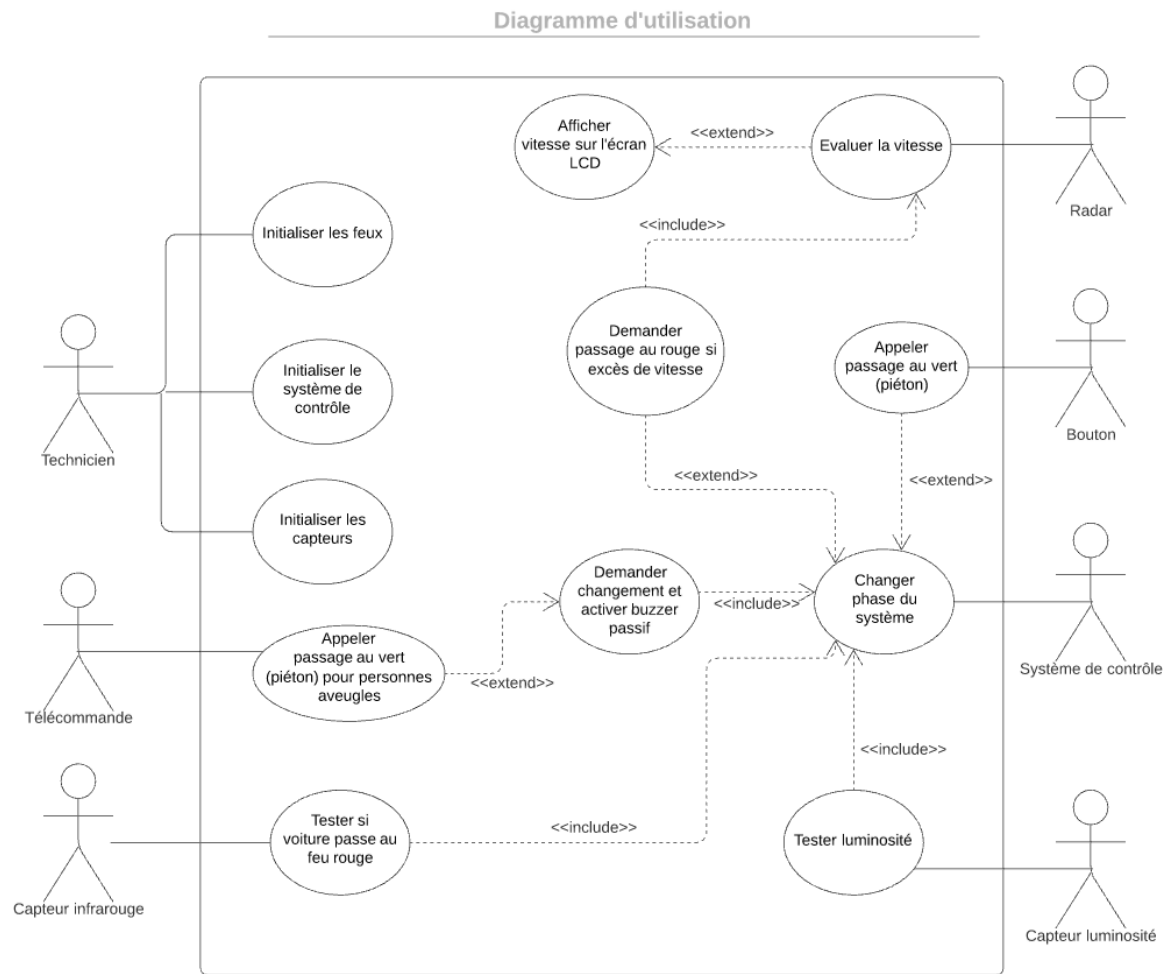 Diagramme d'utilisation
Afficher
vitesse sur l'écran
LCD
<<extend>>
Evaluer la vitesse
Radar
<<include>>
Initialiser les feux
Demander
passage au rouge si
excès de vitesse
Appeler
passage au vert
(piéton)
Bouton
Initialiser le
système de
contrôle
Technicien
<<extend>>
<<extend>>
Initialiser les
capteurs
Demander
changement et
activer buzzer
passif
<<include>>
Changer
phase du
système
Système de contrôle
Appeler
passage au vert
(piéton) pour personnes
aveugles
<<extend>>
Télécommande
<<include>>
Tester si
voiture passe au
feu rouge
<<include>>
Tester luminosité
Capteur infrarouge
Capteur luminosité